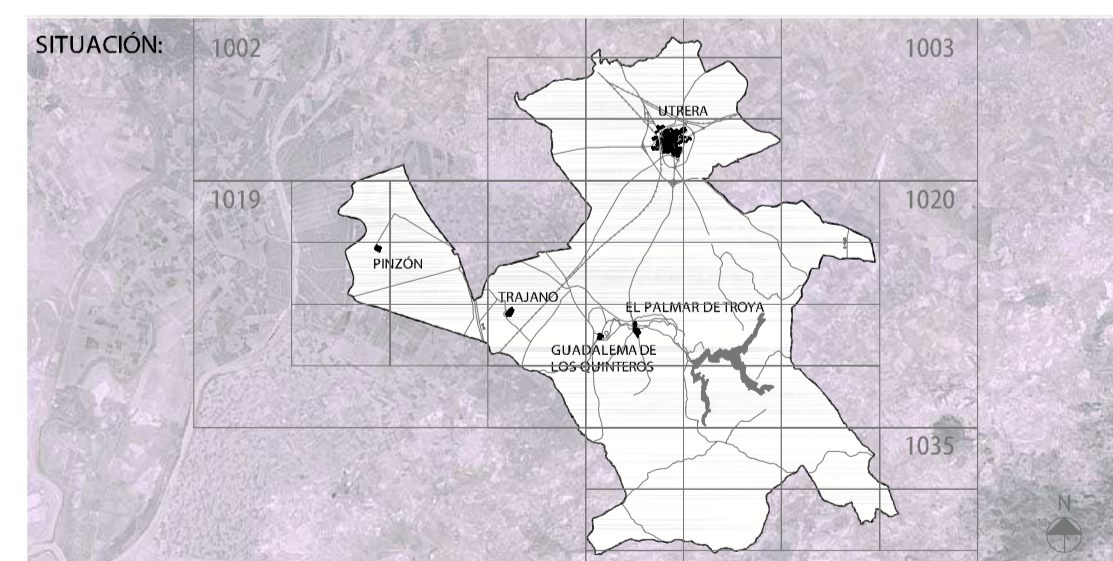 SITUACIÓN:
1002
1003
UTRERA
1019
1020
PINZÓN
TRAJANO
EL PALMAR DE TROYA
GUADALEMA DE
LOS QUINTEROS
1035
N